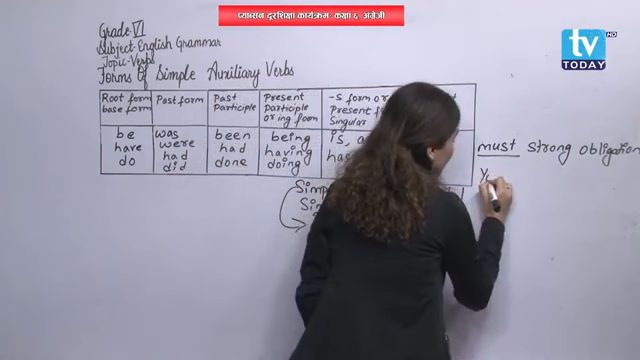 प्यान्सन दूरशिक्षा कार्यक्रम कक्षा ६ अंग्रेजी
tv HD
TODAY
Grade-VI
Subject-English Grammar
Topic-Verbs
Forms Of Simple Auxiliary Verbs
Root form base form | Past form | Past Participle | Present Participle or ing form | -s form or Present Singular
be | was were | been | being | is,
have | had | had | having
do | did | done | doing
must strong obligation